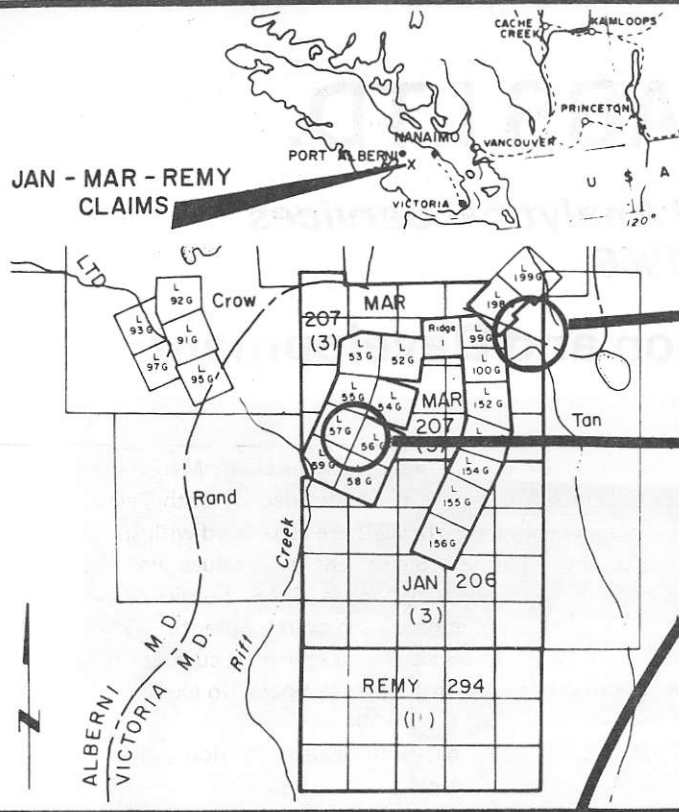 CACHE
CREEK
KAMLOOPS
PRINCETON
NANAIMO
VANCOUVER
PORT ALBERNI
X
VICTORIA
U S A
120°
JAN - MAR - REMY
CLAIMS
LTD
L
92G
Crow
L
93G
L
91G
L
97G
L
95G
MAR
207
(3)
L
199G
L
198
Ridge
L
99G
L
53G
L
52G
L
100G
L
55G
L
54G
MAR
207
L
152G
Tan
L
57G
L
56G
L
59G
L
58G
L
L
154G
L
155G
L
156G
Rand
Creek
Rift
JAN 206
(3)
ALBERNI M.D.
VICTORIA M.D.
REMY 294
(11)